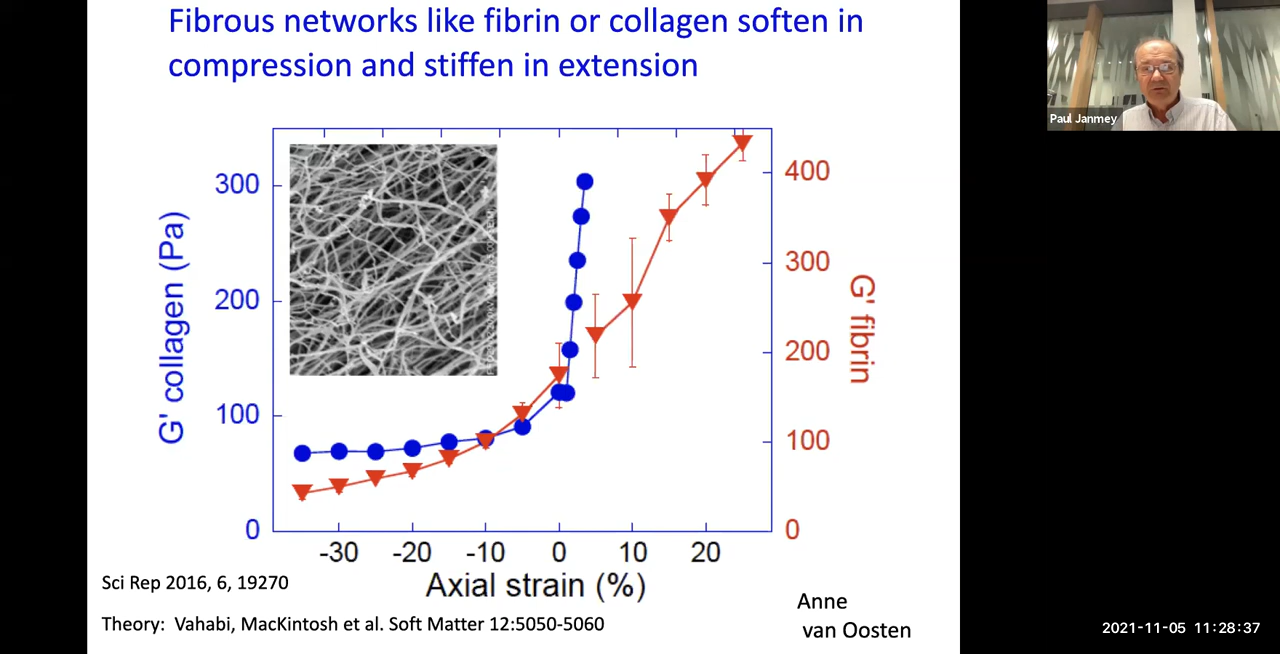 Fibrous networks like fibrin or collagen soften in
compression and stiffen in extension
Paul Janmey
G' collagen (Pa)
300
200
100
0
400
300
200
100
0
G' fibrin
-30 -20 -10 0 10 20
Axial strain (%)
Sci Rep 2016, 6, 19270
Theory: Vahabi, MacKintosh et al. Soft Matter 12:5050-5060
Anne
van Oosten
2021-11-05 11:28:37